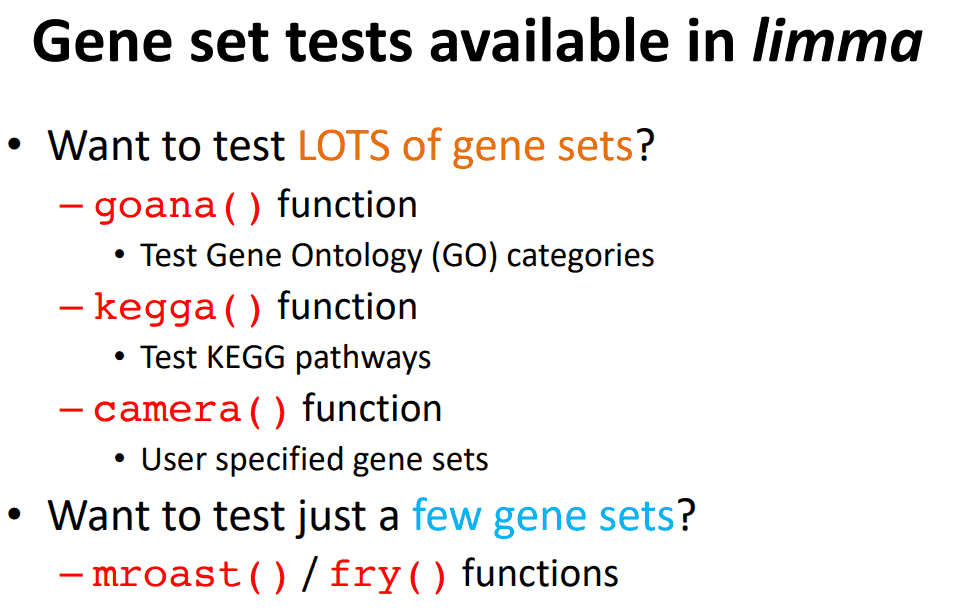 Gene set tests available in limma
• Want to test LOTS of gene sets?
– goana() function
• Test Gene Ontology (GO) categories
– kegga() function
• Test KEGG pathways
– camera() function
• User specified gene sets
• Want to test just a few gene sets?
– mroast() / fry() functions